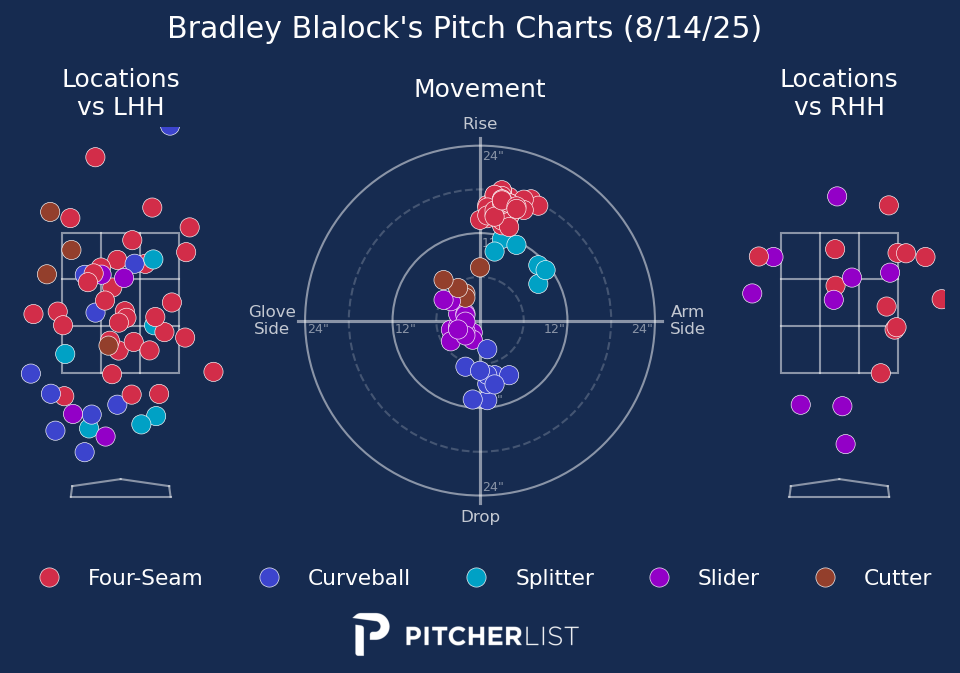 Bradley Blalock's Pitch Charts (8/14/25)
Locations
vs LHH
Movement
Locations
vs RHH
Rise
24"
Glove
Side
24"
12"
12"
24"
Arm
Side
24"
Drop
Four-Seam
Curveball
Splitter
Slider
Cutter
PITCHERLIST